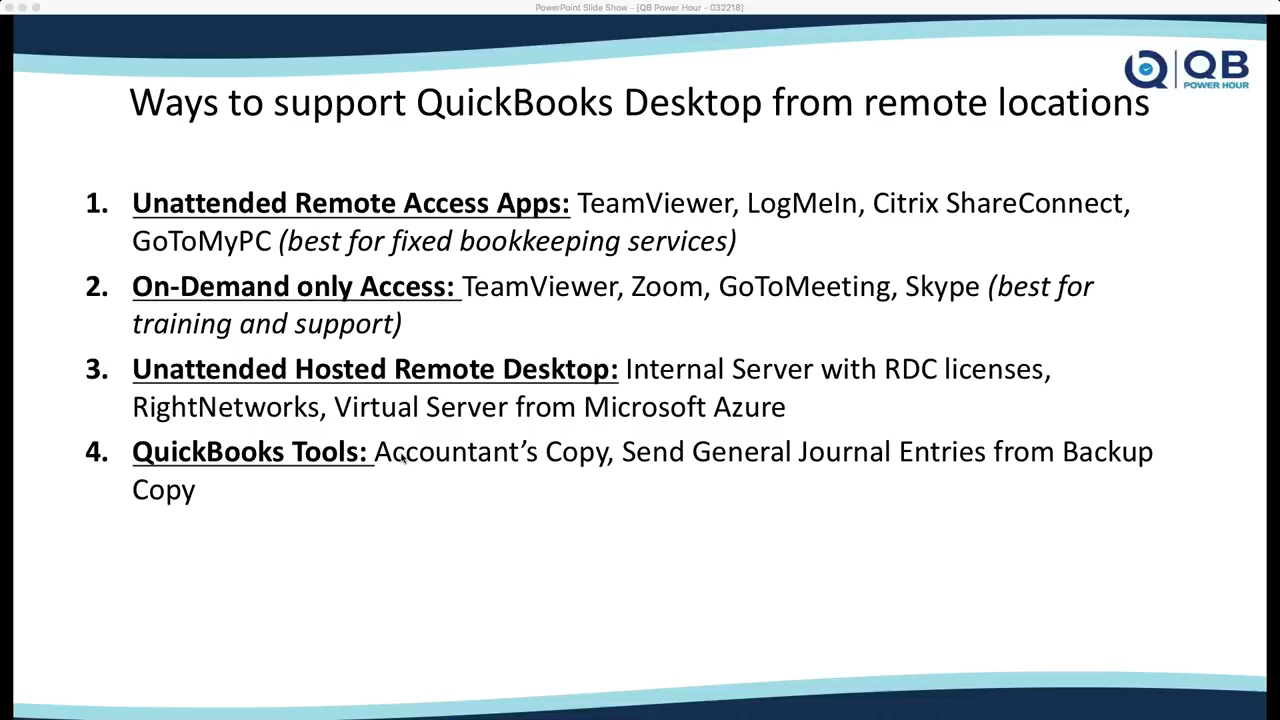 PowerPoint Slide Show - [QB Power Hour - 032218]
QB
POWER HOUR
Ways to support QuickBooks Desktop from remote locations
1. Unattended Remote Access Apps: TeamViewer, LogMeIn, Citrix ShareConnect,
GoToMyPC (best for fixed bookkeeping services)
2. On-Demand only Access: TeamViewer, Zoom, GoToMeeting, Skype (best for
training and support)
3. Unattended Hosted Remote Desktop: Internal Server with RDC licenses,
RightNetworks, Virtual Server from Microsoft Azure
4. QuickBooks Tools: Accountant’s Copy, Send General Journal Entries from Backup
Copy